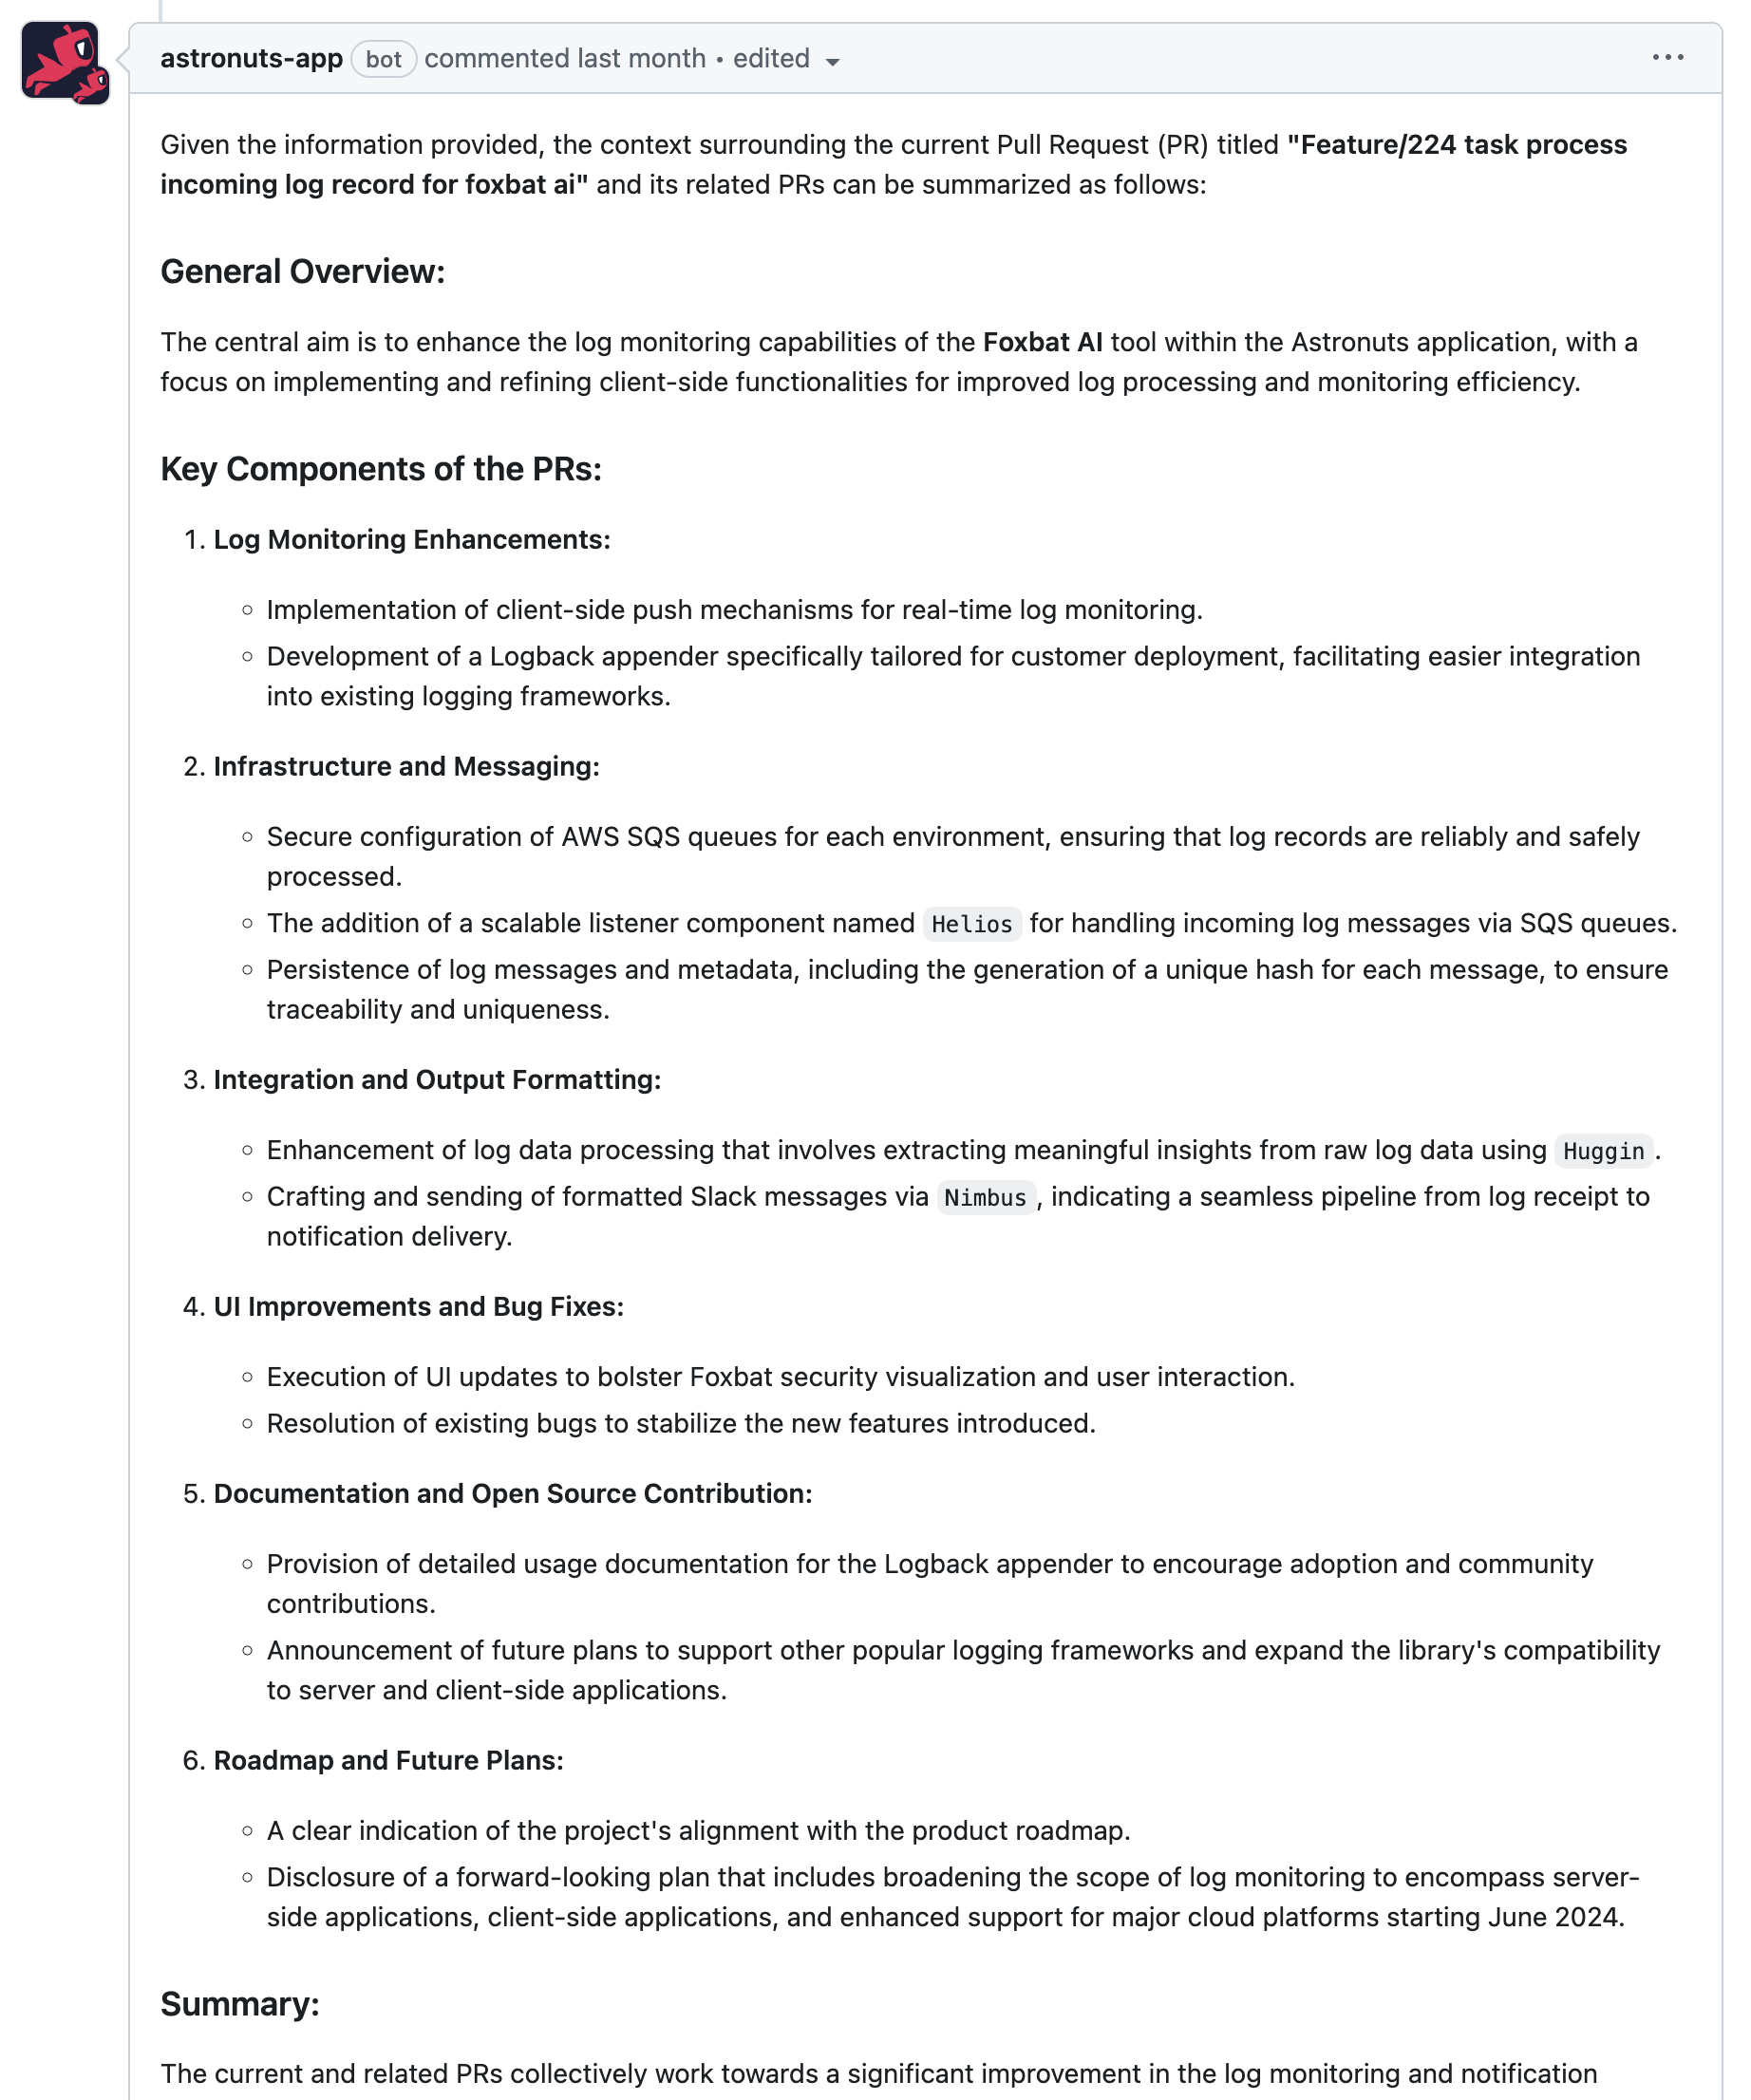 astronuts-app bot commented last month • edited
Given the information provided, the context surrounding the current Pull Request (PR) titled "Feature/224 task process
incoming log record for foxbat ai" and its related PRs can be summarized as follows:
General Overview:
The central aim is to enhance the log monitoring capabilities of the Foxbat AI tool within the Astronuts application, with a
focus on implementing and refining client-side functionalities for improved log processing and monitoring efficiency.
Key Components of the PRs:
1. Log Monitoring Enhancements:
◦ Implementation of client-side push mechanisms for real-time log monitoring.
◦ Development of a Logback appender specifically tailored for customer deployment, facilitating easier integration
into existing logging frameworks.
2. Infrastructure and Messaging:
◦ Secure configuration of AWS SQS queues for each environment, ensuring that log records are reliably and safely
processed.
◦ The addition of a scalable listener component named Helios for handling incoming log messages via SQS queues.
◦ Persistence of log messages and metadata, including the generation of a unique hash for each message, to ensure
traceability and uniqueness.
3. Integration and Output Formatting:
◦ Enhancement of log data processing that involves extracting meaningful insights from raw log data using Huggin.
◦ Crafting and sending of formatted Slack messages via Nimbus, indicating a seamless pipeline from log receipt to
notification delivery.
4. UI Improvements and Bug Fixes:
◦ Execution of UI updates to bolster Foxbat security visualization and user interaction.
◦ Resolution of existing bugs to stabilize the new features introduced.
5. Documentation and Open Source Contribution:
◦ Provision of detailed usage documentation for the Logback appender to encourage adoption and community
contributions.
◦ Announcement of future plans to support other popular logging frameworks and expand the library's compatibility
to server and client-side applications.
6. Roadmap and Future Plans:
◦ A clear indication of the project's alignment with the product roadmap.
◦ Disclosure of a forward-looking plan that includes broadening the scope of log monitoring to encompass server-
side applications, client-side applications, and enhanced support for major cloud platforms starting June 2024.
Summary:
The current and related PRs collectively work towards a significant improvement in the log monitoring and notification